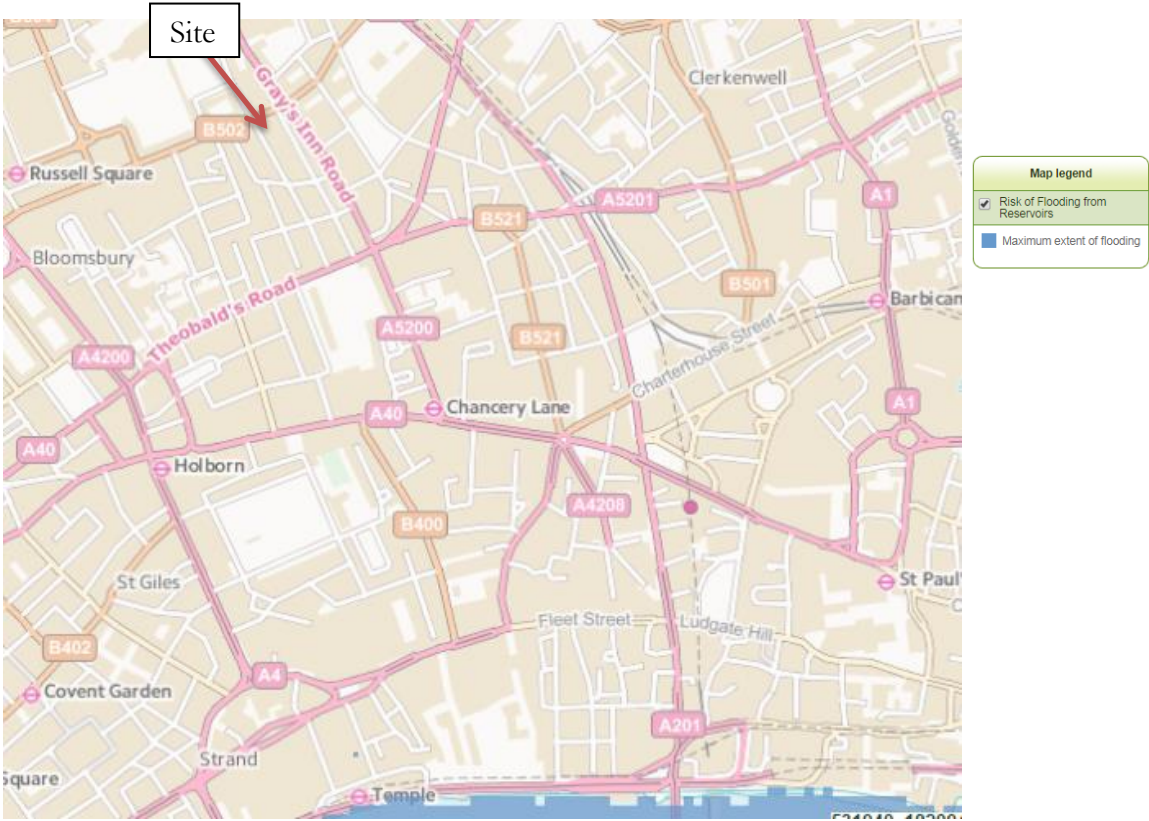 Site
Gray's Inn Road
Clerkenwell
B502
Russell Square
A5201
A1
B521
Bloomsbury
B501
Theobald's Road
Barbican
A5200
B521
Charterhouse Street
A4200
Chancery Lane
A1
A40
A40
Holborn
A4208
B400
St Giles
St Paul'
Fleet Street
Ludgate Hill
B402
A4
Covent Garden
A201
Strand
Square
Temple
Map legend
Risk of Flooding from
Reservoirs
Maximum extent of flooding